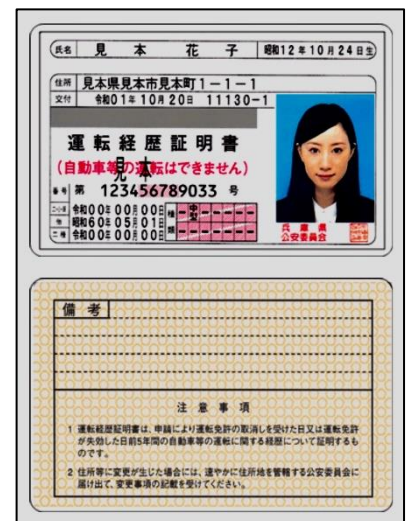 氏名 見本花子 昭和12年10月24日生
住所 見本県見本市見本町1-1-1
交付 令和01年10月20日 11130-1
運転経歴証明書
(自動車等の運転はできません)
見本
番号 第 123456789033 号
二・小・原 令和00年00月00日
他 昭和60年05月01日
二種 令和00年00月00日
種類 中型
兵庫県
公安委員会
備考
注意事項
1 運転経歴証明書は、申請により運転免許の取消しを受けた日又は運転免許
が失効した日前5年間の自動車等の運転に関する経歴について証明するも
のです。
2 住所等に変更が生じた場合には、速やかに住所地を管轄する公安委員会に
届け出て、変更事項の記載を受けてください。